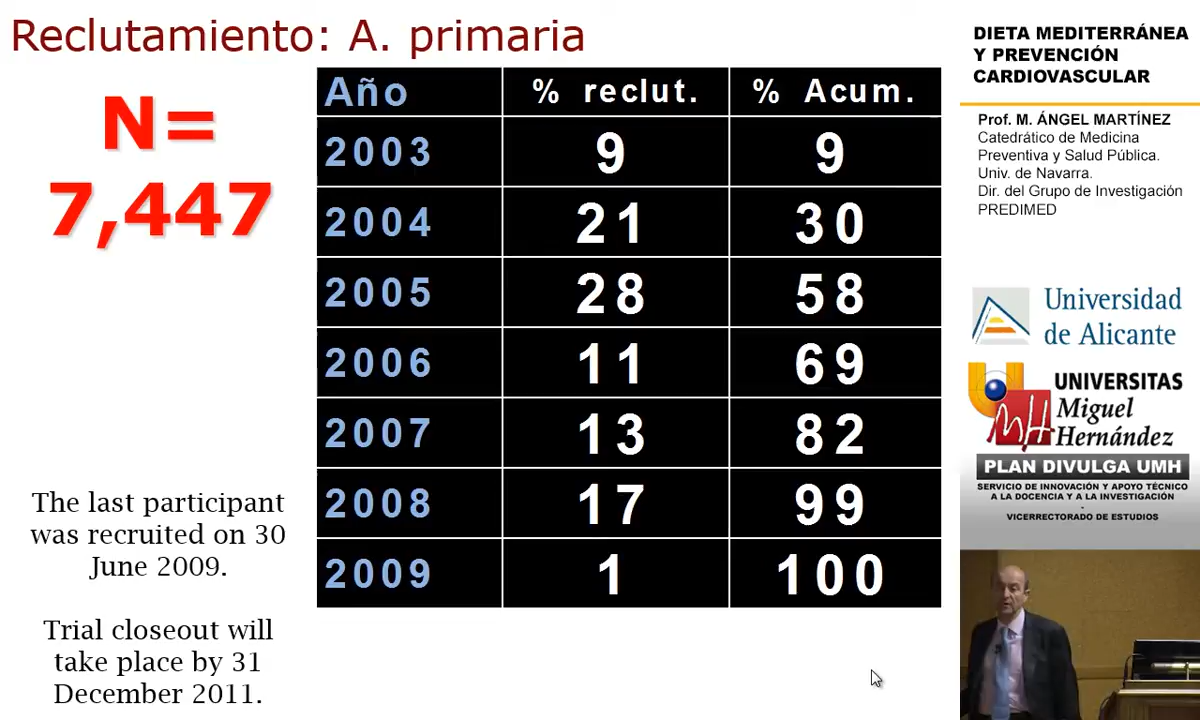 Reclutamiento: A. primaria
N=
7,447
Año % reclut. % Acum.
2003 9 9
2004 21 30
2005 28 58
2006 11 69
2007 13 82
2008 17 99
2009 1 100
The last participant
was recruited on 30
June 2009.
Trial closeout will
take place by 31
December 2011.
DIETA MEDITERRÁNEA
Y PREVENCIÓN
CARDIOVASCULAR
Prof. M. ÁNGEL MARTÍNEZ
Catedrático de Medicina
Preventiva y Salud Pública.
Univ. de Navarra.
Dir. del Grupo de Investigación
PREDIMED
Universidad
de Alicante
UNIVERSITAS
Miguel
Hernández
PLAN DIVULGA UMH
SERVICIO DE INNOVACIÓN Y APOYO TÉCNICO
A LA DOCENCIA Y A LA INVESTIGACIÓN
-
VICERRECTORADO DE ESTUDIOS